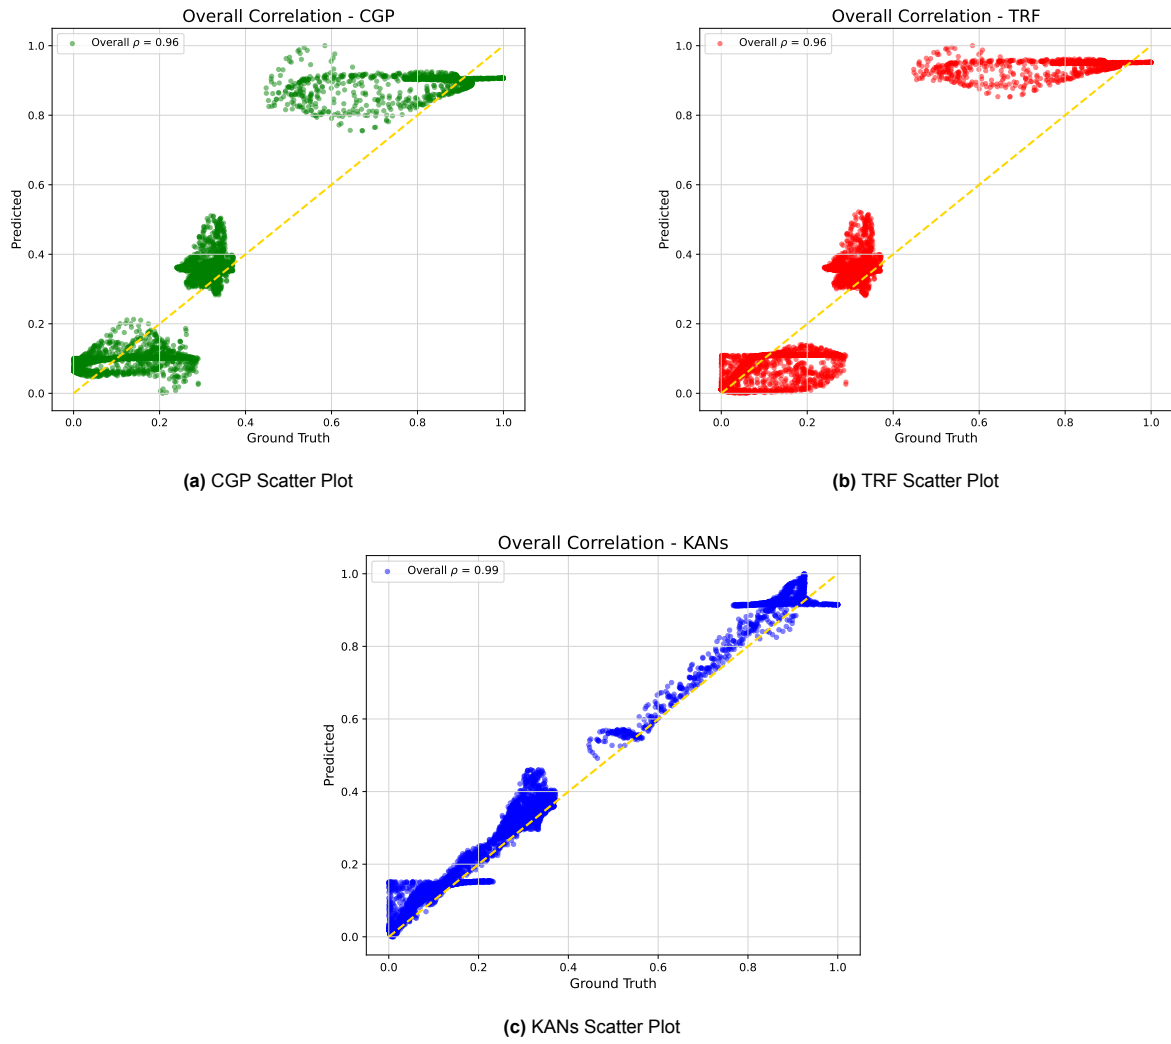 Overall Correlation - CGP
Overall ρ = 0.96
1.0
0.8
0.6
0.4
0.2
0.0
Predicted
0.0 0.2 0.4 0.6 0.8 1.0
Ground Truth
(a) CGP Scatter Plot
Overall Correlation - TRF
Overall ρ = 0.96
1.0
0.8
0.6
0.4
0.2
0.0
Predicted
0.0 0.2 0.4 0.6 0.8 1.0
Ground Truth
(b) TRF Scatter Plot
Overall Correlation - KANs
Overall ρ = 0.99
1.0
0.8
0.6
0.4
0.2
0.0
Predicted
0.0 0.2 0.4 0.6 0.8 1.0
Ground Truth
(c) KANs Scatter Plot